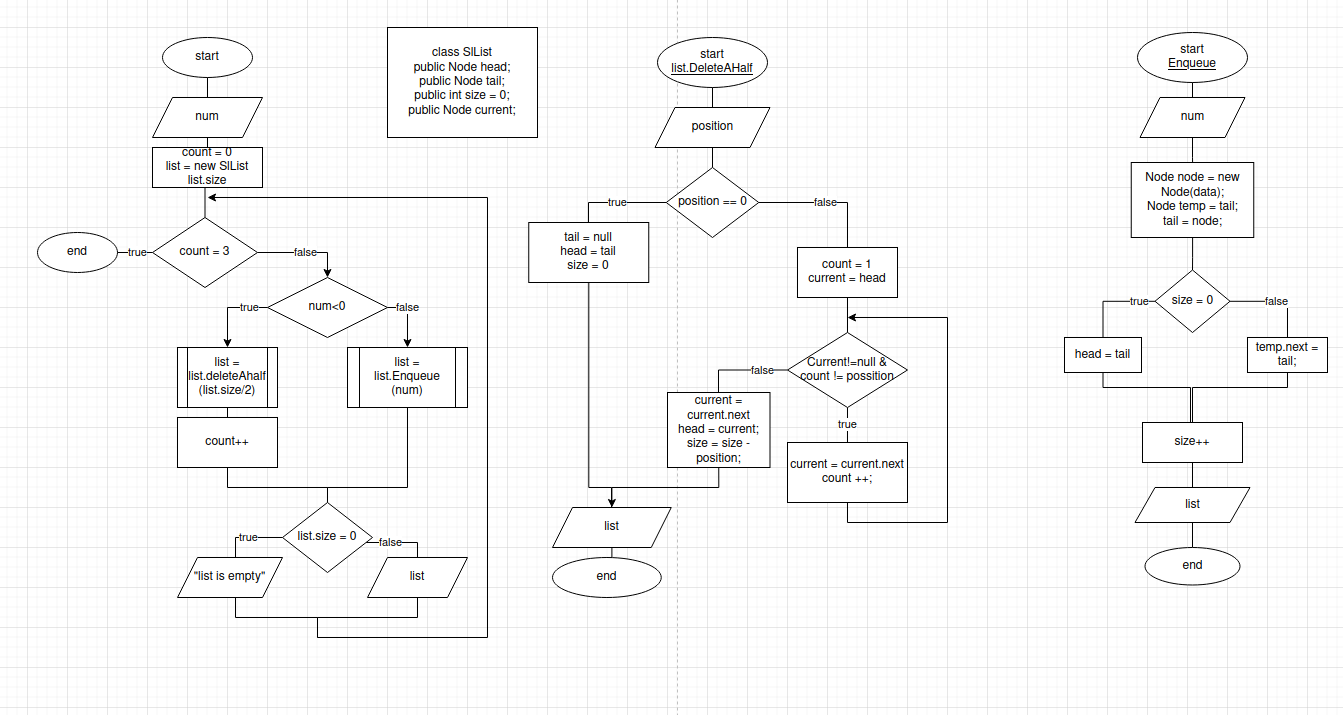 start
num
count = 0
list = new SlList
list.size
count = 3
true
end
false
num<0
true
false
list =
list.deleteAhalf
(list.size/2)
list =
list.Enqueue
(num)
count++
list.size = 0
true
false
"list is empty"
list
class SlList
public Node head;
public Node tail;
public int size = 0;
public Node current;
start
list.DeleteAHalf
position
position == 0
true
false
tail = null
head = tail
size = 0
count = 1
current = head
Current!=null &
count != possition
false
true
current =
current.next
head = current;
size = size -
position;
current = current.next
count ++;
list
end
start
Enqueue
num
Node node = new
Node(data);
Node temp = tail;
tail = node;
size = 0
true
false
head = tail
temp.next =
tail;
size++
list
end